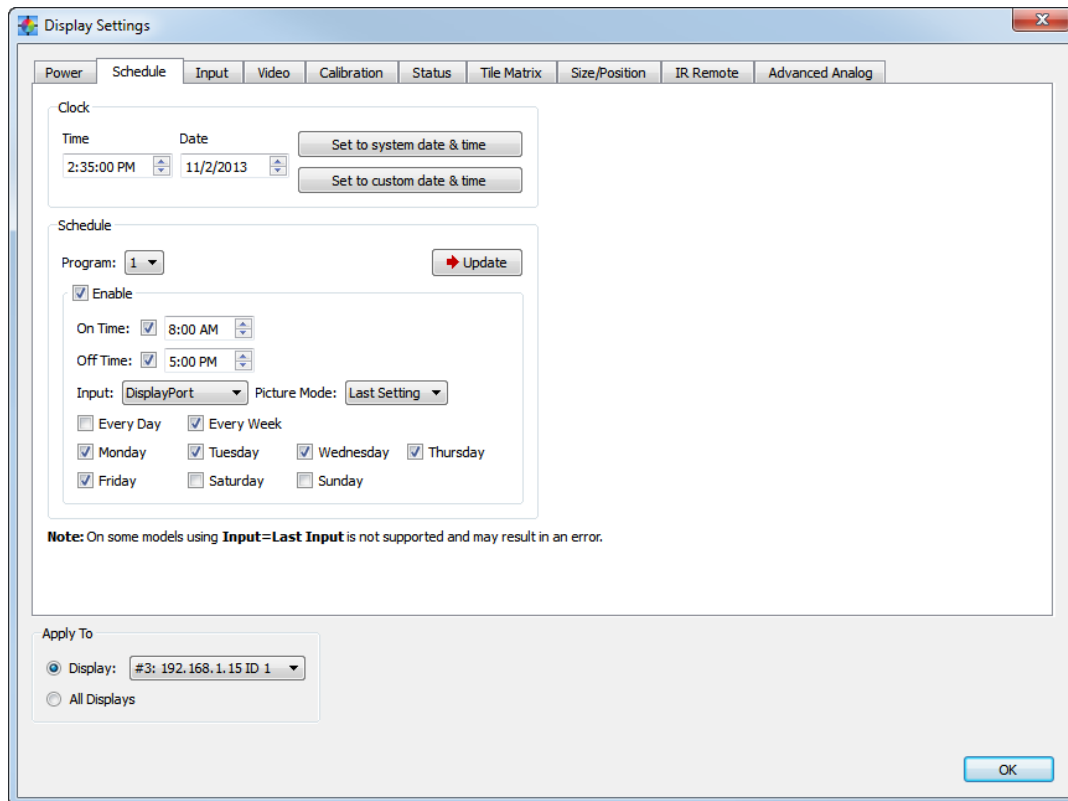 Display Settings
Power Schedule Input Video Calibration Status Tile Matrix Size/Position IR Remote Advanced Analog
Clock
Time Date
2:35:00 PM 11/2/2013 Set to system date & time
Set to custom date & time
Schedule
Program: 1 Update
Enable
On Time: 8:00 AM
Off Time: 5:00 PM
Input: DisplayPort Picture Mode: Last Setting
Every Day Every Week
Monday Tuesday Wednesday Thursday
Friday Saturday Sunday
Note: On some models using Input=Last Input is not supported and may result in an error.
Apply To
Display: #3: 192.168.1.15 ID 1
All Displays
OK